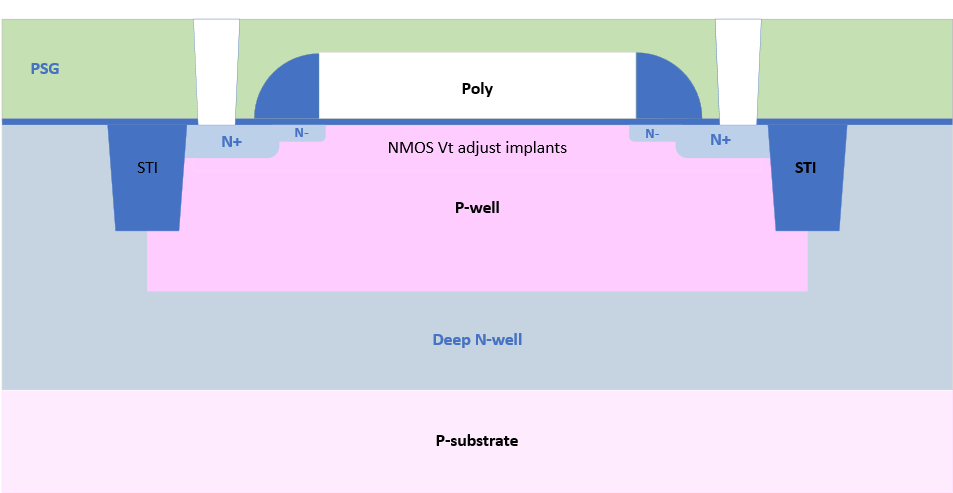 PSG
Poly
N+
N-
N-
N+
STI
NMOS Vt adjust implants
STI
P-well
Deep N-well
P-substrate